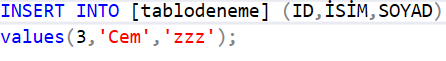 INSERT INTO [tablodeneme] (ID,İSİM,SOYAD)
values(3,'Cem','zzz');